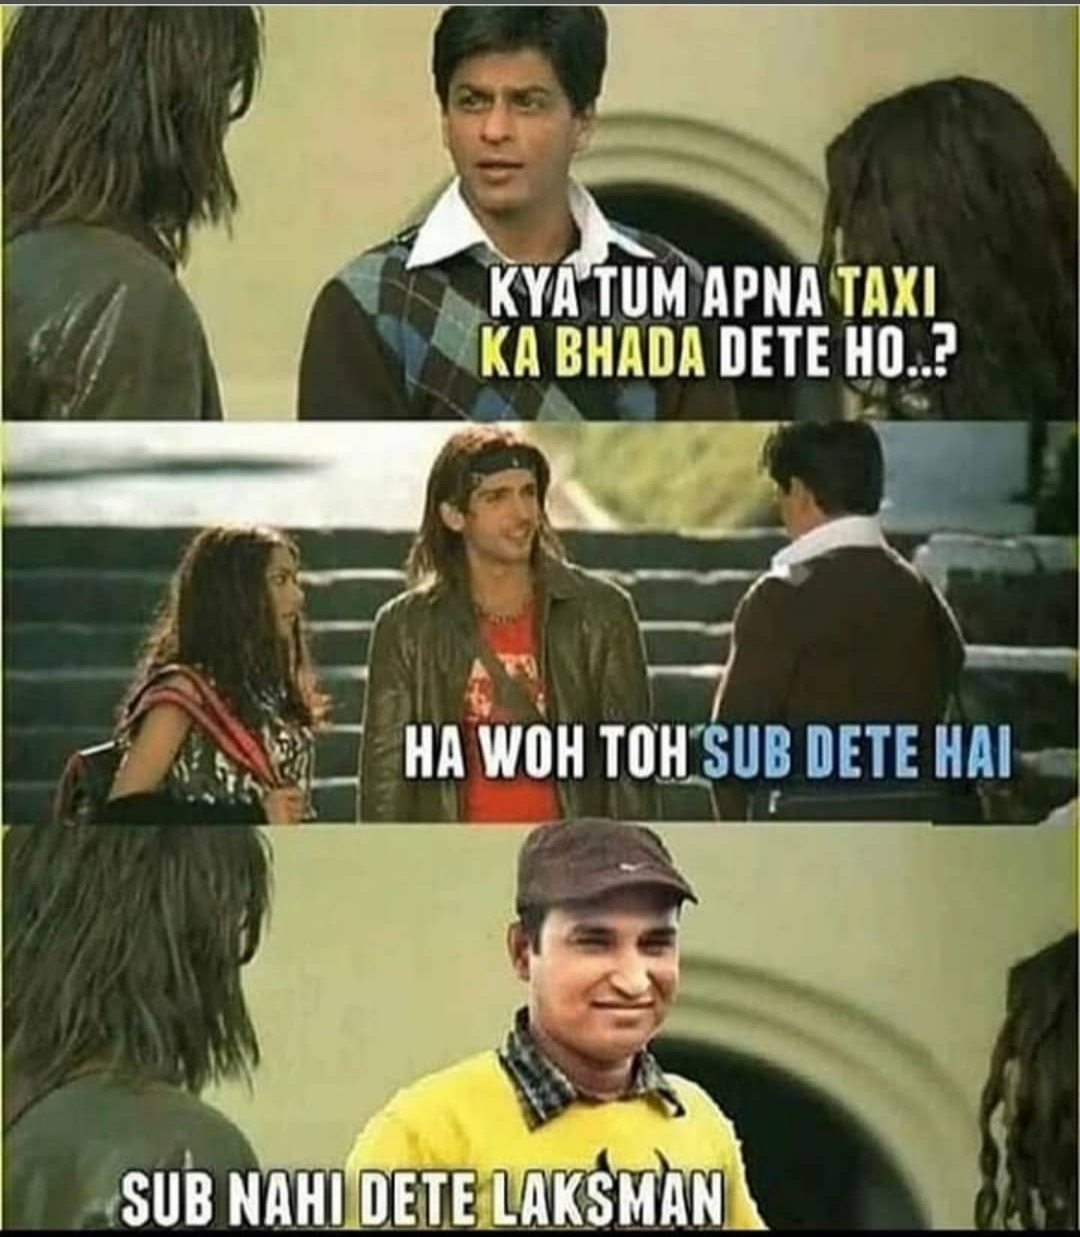 KYA TUM APNA TAXI
KA BHADA DETE HO..?
HA WOH TOH SUB DETE HAI
SUB NAHI DETE LAKSMAN